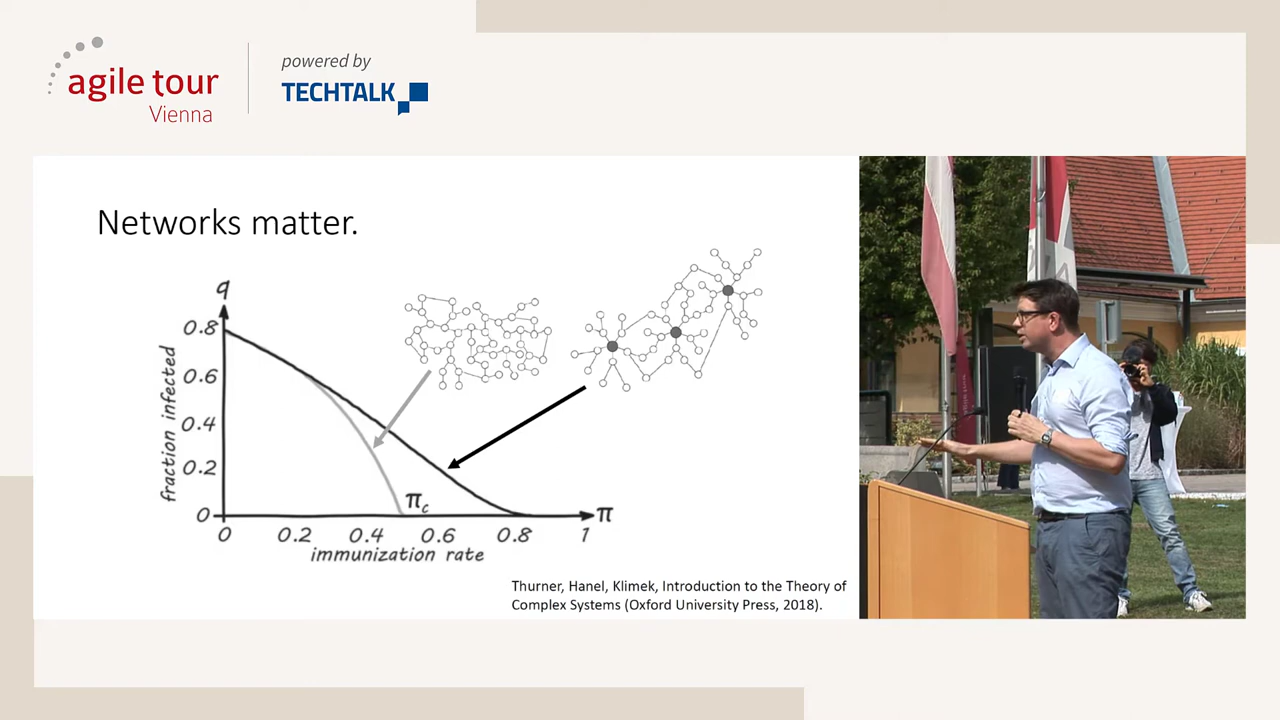 agile tour
Vienna
powered by
TECHTALK
Networks matter.
q
0.8
0.6
0.4
0.2
0
fraction infected
πc
π
0 0.2 0.4 0.6 0.8 1
immunization rate
Thurner, Hanel, Klimek, Introduction to the Theory of
Complex Systems (Oxford University Press, 2018).